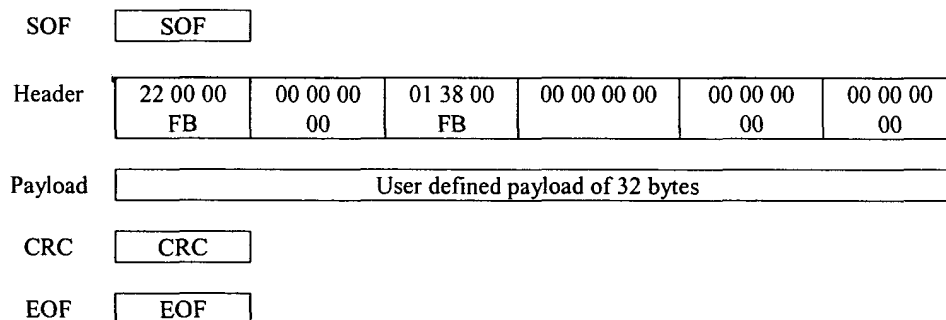 SOF SOF
Header 22 00 00 00 00 00 01 38 00 00 00 00 00 00 00 00 00 00 00
FB 00 FB 00 00
Payload User defined payload of 32 bytes
CRC CRC
EOF EOF